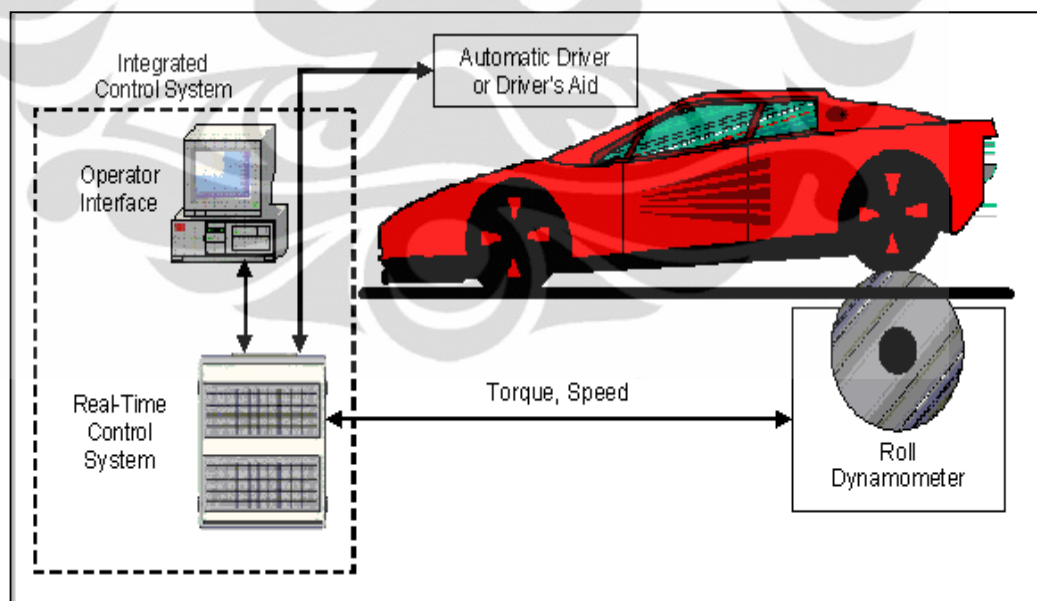 Integrated
Control System
Automatic Driver
or Driver's Aid
Operator
Interface
Real-Time
Control
System
Torque, Speed
Roll
Dynamometer